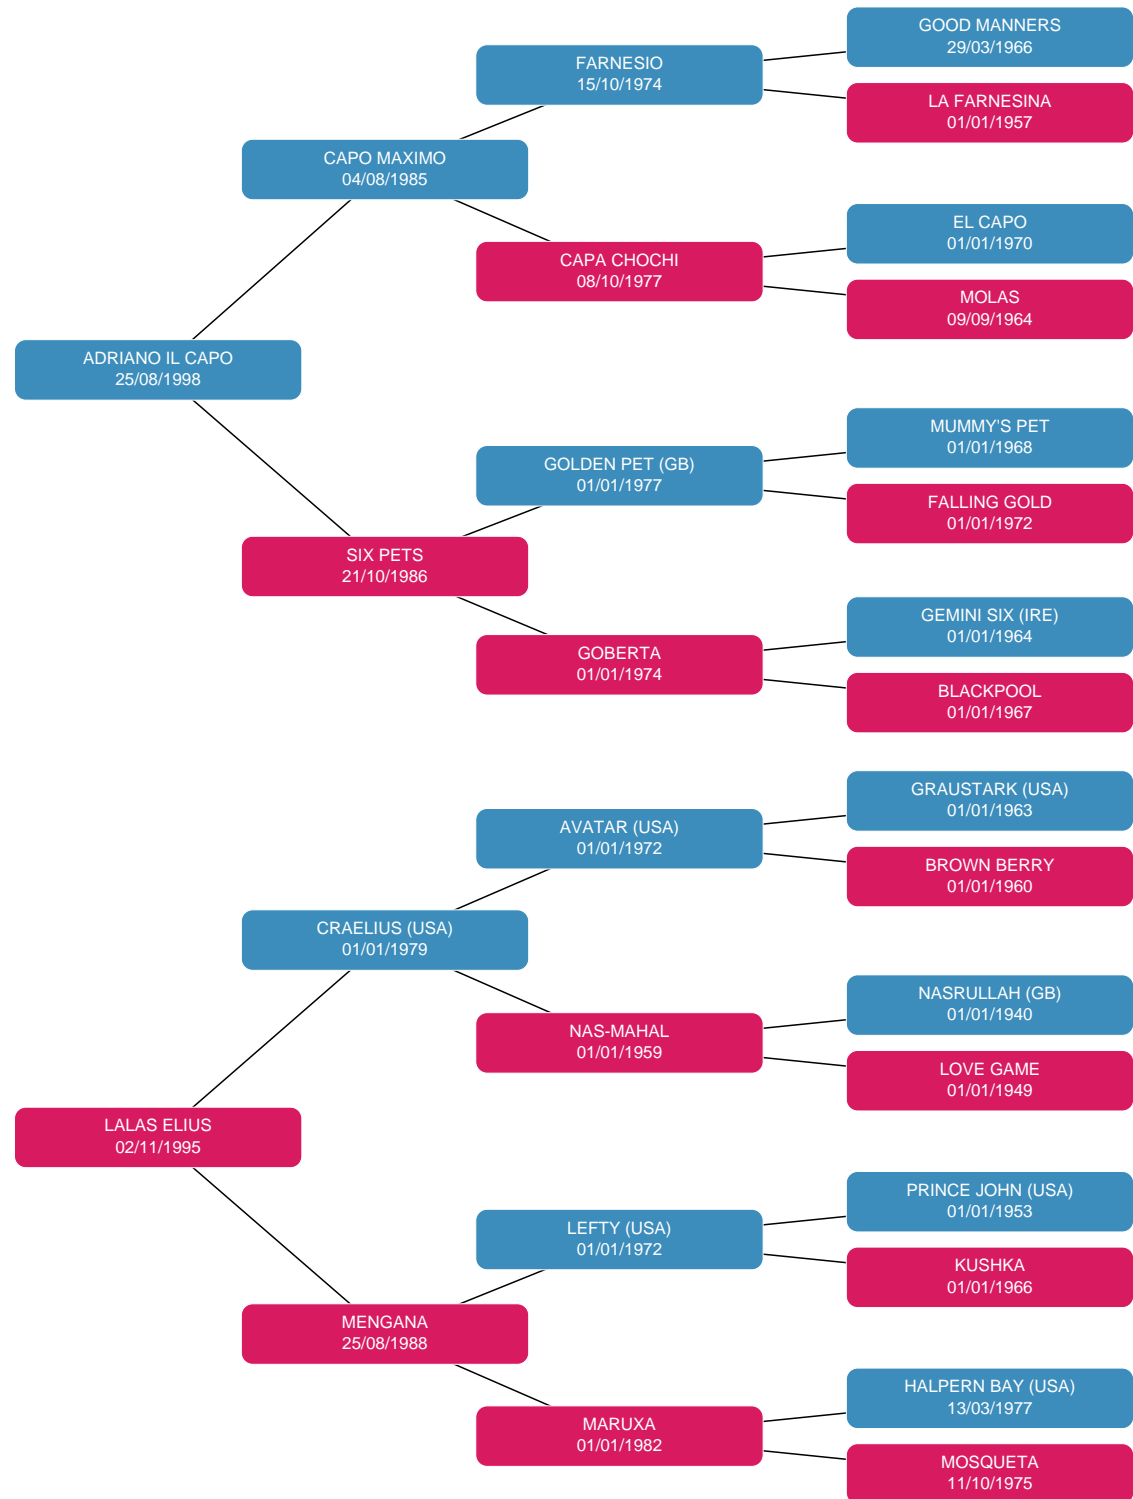 GOOD MANNERS
29/03/1966
FARNESIO
15/10/1974
LA FARNESINA
01/01/1957
CAPO MAXIMO
04/08/1985
EL CAPO
01/01/1970
CAPA CHOCHI
08/10/1977
MOLAS
09/09/1964
ADRIANO IL CAPO
25/08/1998
MUMMY'S PET
01/01/1968
GOLDEN PET (GB)
01/01/1977
FALLING GOLD
01/01/1972
SIX PETS
21/10/1986
GEMINI SIX (IRE)
01/01/1964
GOBERTA
01/01/1974
BLACKPOOL
01/01/1967
GRAUSTARK (USA)
01/01/1963
AVATAR (USA)
01/01/1972
BROWN BERRY
01/01/1960
CRAELIUS (USA)
01/01/1979
NASRULLAH (GB)
01/01/1940
NAS-MAHAL
01/01/1959
LOVE GAME
01/01/1949
LALAS ELIUS
02/11/1995
PRINCE JOHN (USA)
01/01/1953
LEFTY (USA)
01/01/1972
KUSHKA
01/01/1966
MENGANA
25/08/1988
HALPERN BAY (USA)
13/03/1977
MARUXA
01/01/1982
MOSQUETA
11/10/1975